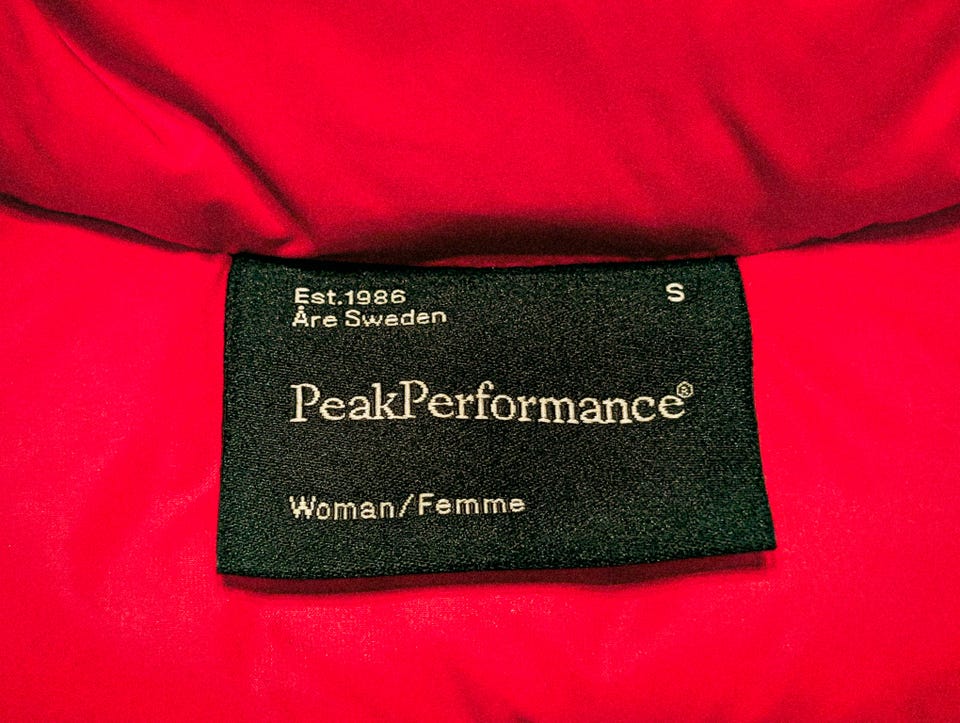 Est.1986
S
Åre Sweden
PeakPerformance®
Woman/Femme